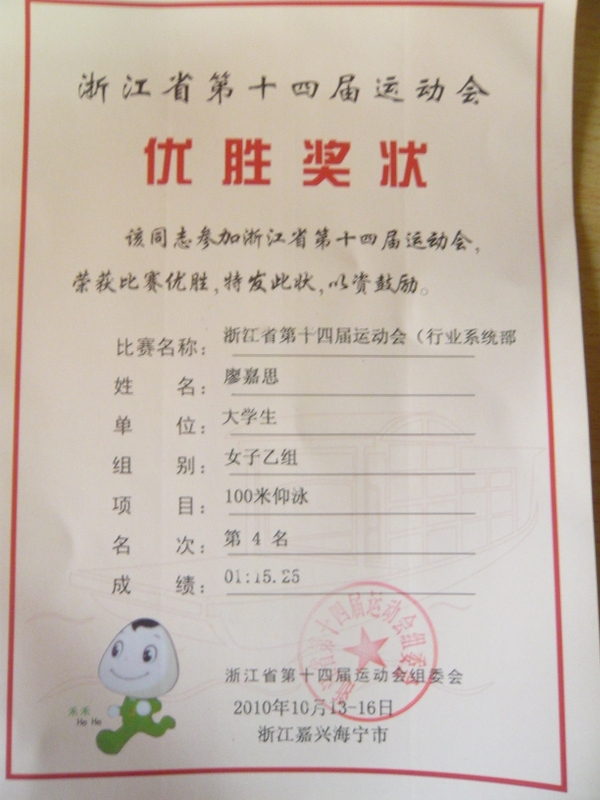 浙江省第十四届运动会
优胜奖状
该同志参加浙江省第十四届运动会，
荣获比赛优胜，特发此状，以资鼓励。
比赛名称：浙江省第十四届运动会（行业系统部
姓 名：廖嘉思
单 位：大学生
组 别：女子乙组
项 目：100米仰泳
名 次：第 4 名
成 绩：01:15.25
浙江省第十四届运动会组委会
2010年10月13-16日
浙江嘉兴海宁市
禾禾
He He